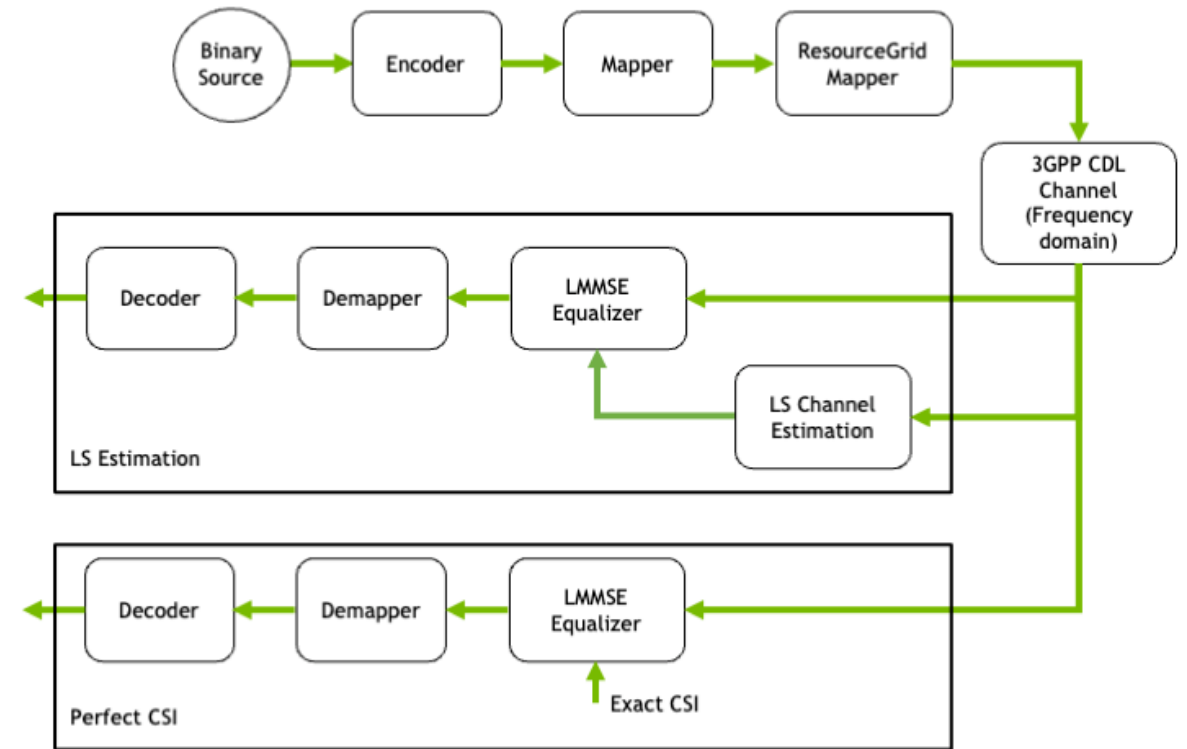 Binary
Source
Encoder
Mapper
ResourceGrid
Mapper
3GPP CDL
Channel
(Frequency
domain)
Decoder
Demapper
LMMSE
Equalizer
LS Channel
Estimation
LS Estimation
Decoder
Demapper
LMMSE
Equalizer
Exact CSI
Perfect CSI